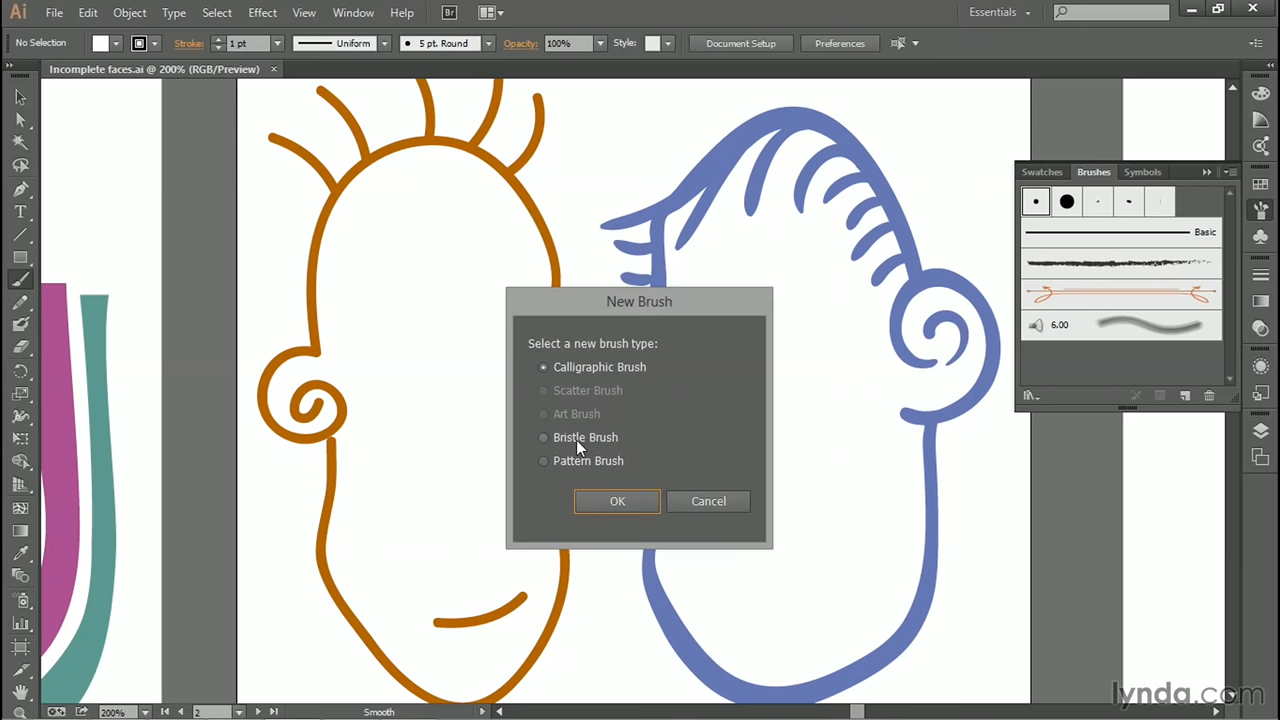 Ai File Edit Object Type Select Effect View Window Help Br Essentials
No Selection Stroke: 1 pt Uniform 5 pt. Round Opacity: 100% Style: Document Setup Preferences
Incomplete faces.ai @ 200% (RGB/Preview) ×
Swatches Brushes Symbols
Basic
6.00
New Brush
Select a new brush type:
Calligraphic Brush
Scatter Brush
Art Brush
Bristle Brush
Pattern Brush
OK Cancel
lynda.com
200% 2 Smooth